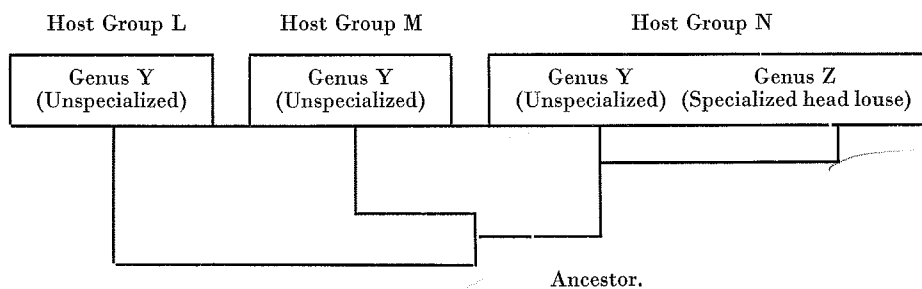 Host Group L Host Group M Host Group N
Genus Y Genus Y Genus Y Genus Z
(Unspecialized) (Unspecialized) (Unspecialized) (Specialized head louse)
Ancestor.